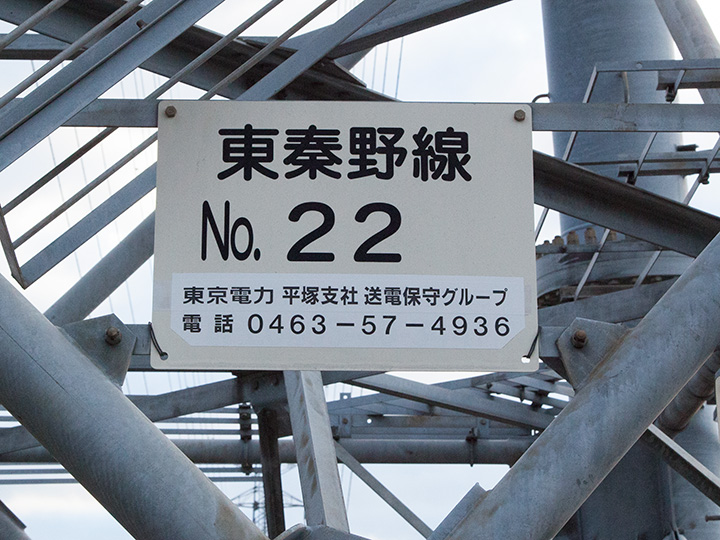 東秦野線
No. 22
東京電力 平塚支社 送電保守グループ
電話 0463-57-4936